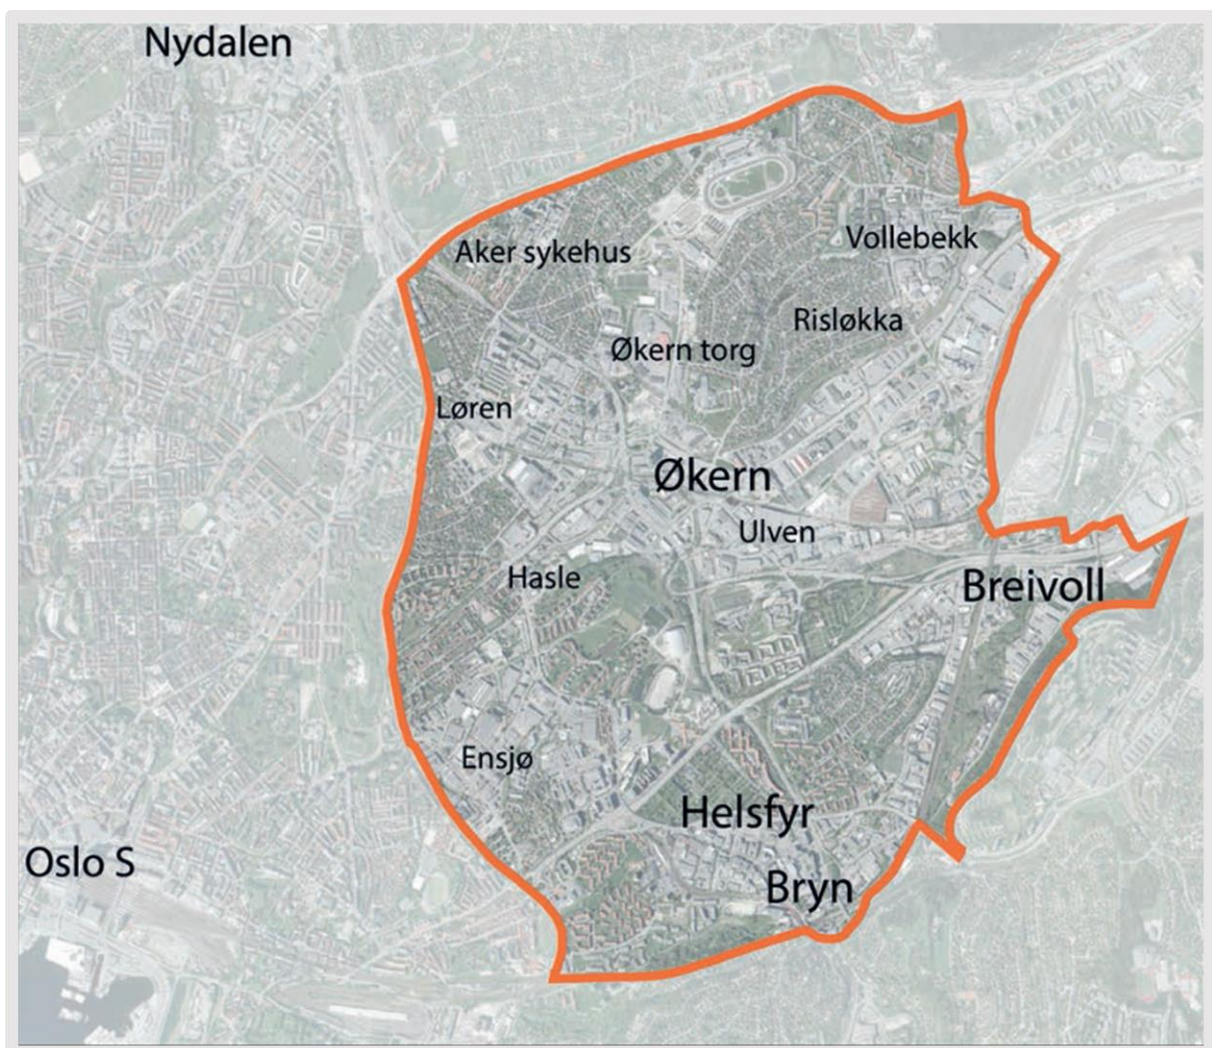 Nydalen
Aker sykehus
Vollebekk
Risløkka
Økern torg
Løren
Økern
Ulven
Hasle
Breivoll
Ensjø
Helsfyr
Oslo S
Bryn